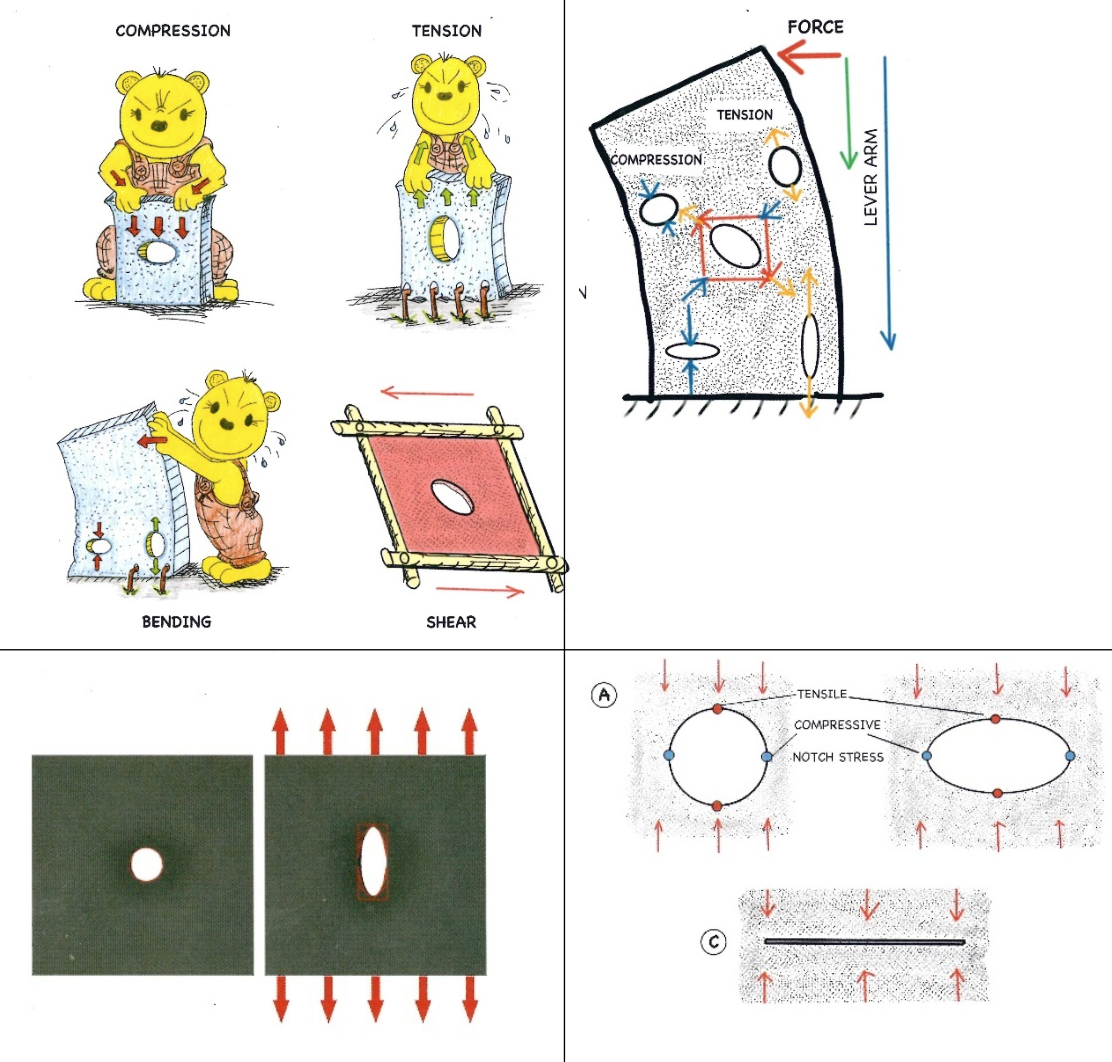 COMPRESSION
TENSION
BENDING
SHEAR
FORCE
TENSION
COMPRESSION
LEVER ARM
A
TENSILE
COMPRESSIVE
NOTCH STRESS
C